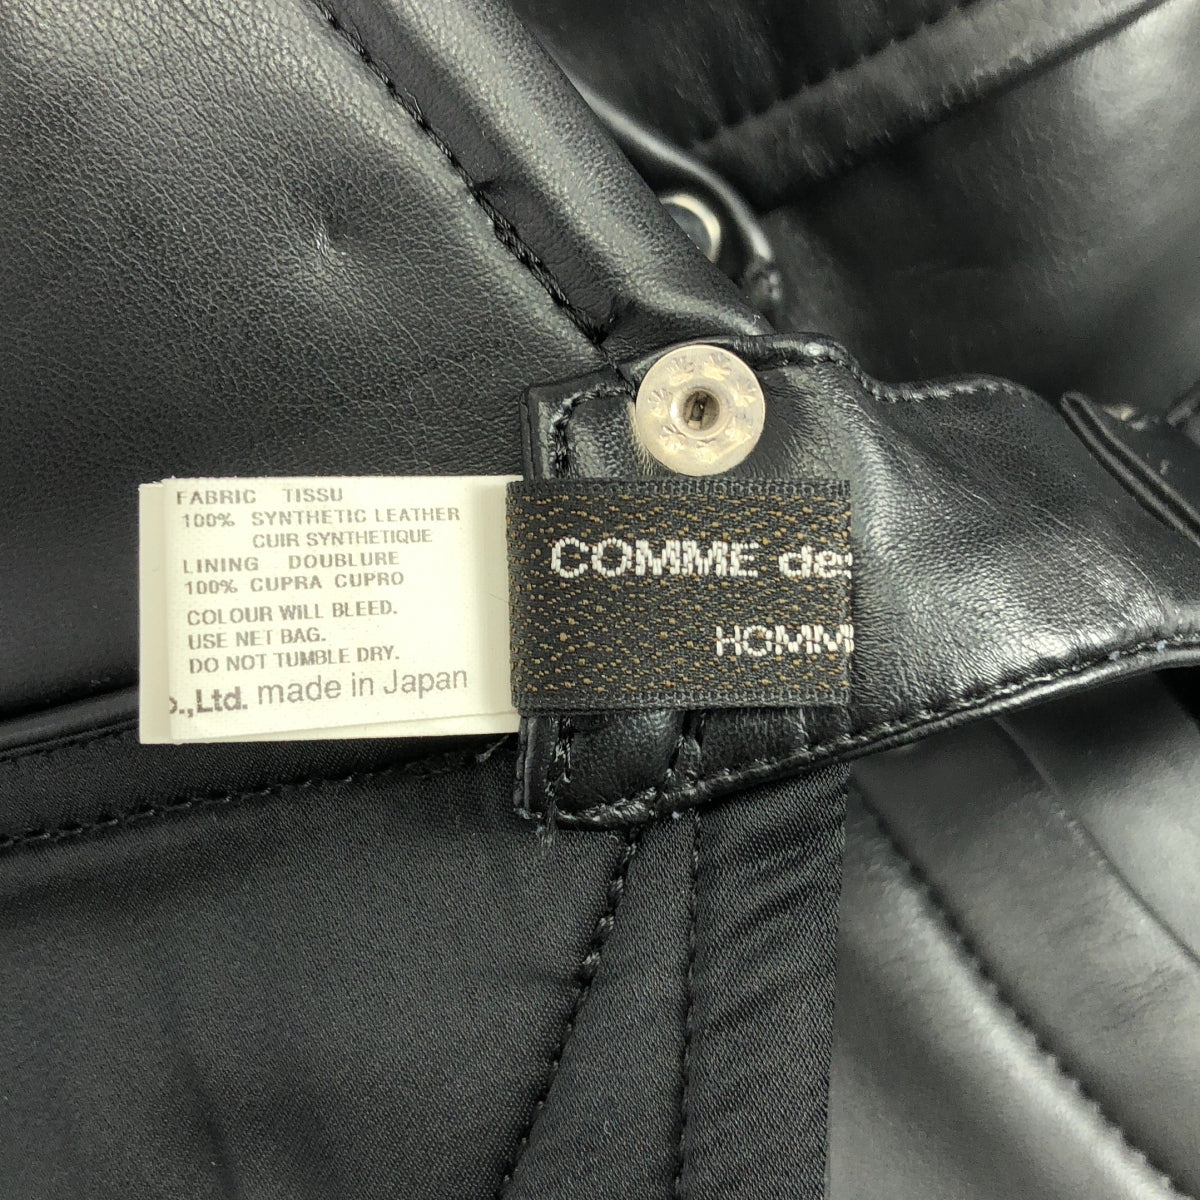 FABRIC TISSU
100% SYNTHETIC LEATHER
CUIR SYNTHETIQUE
LINING DOUBLURE
100% CUPRA CUPRO
COLOUR WILL BLEED.
USE NET BAG.
DO NOT TUMBLE DRY.
o.,Ltd. made in Japan
COMME des
HOMM